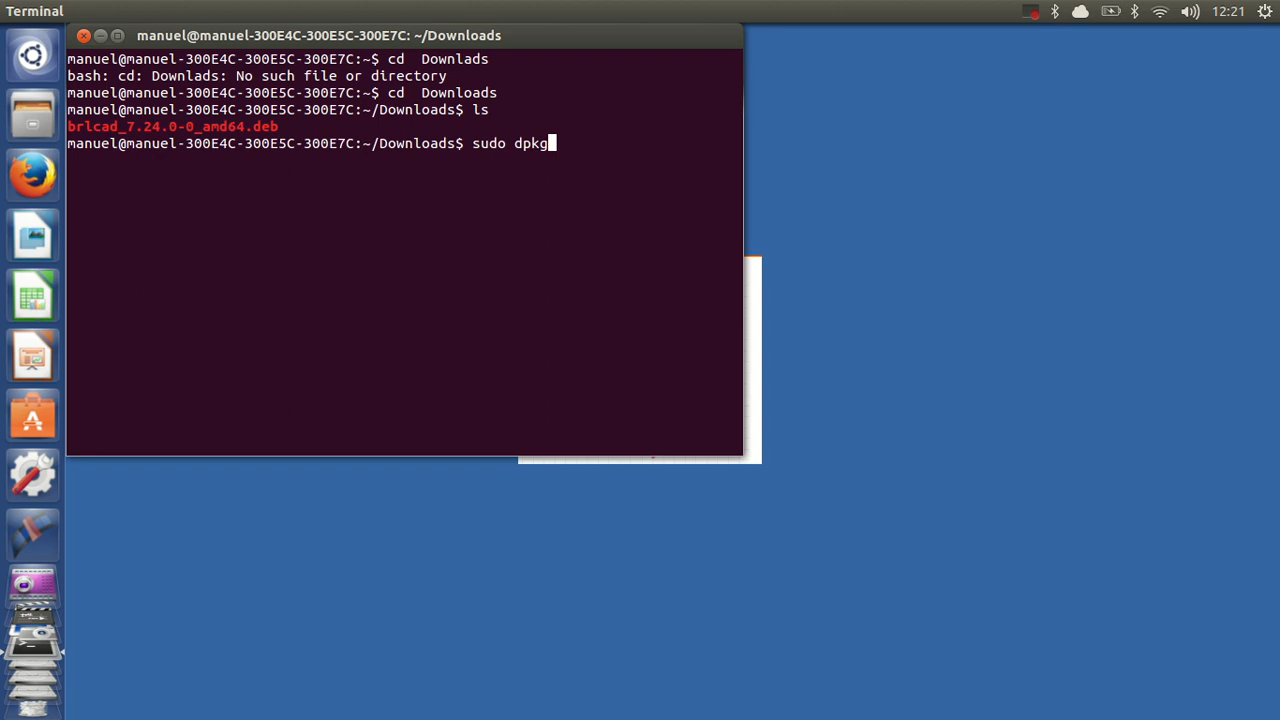 Terminal
12:21
manuel@manuel-300E4C-300E5C-300E7C: ~/Downloads
manuel@manuel-300E4C-300E5C-300E7C:~$ cd  Downlads
bash: cd: Downlads: No such file or directory
manuel@manuel-300E4C-300E5C-300E7C:~$ cd  Downloads
manuel@manuel-300E4C-300E5C-300E7C:~/Downloads$ ls
brlcad_7.24.0-0_amd64.deb
manuel@manuel-300E4C-300E5C-300E7C:~/Downloads$ sudo dpkg